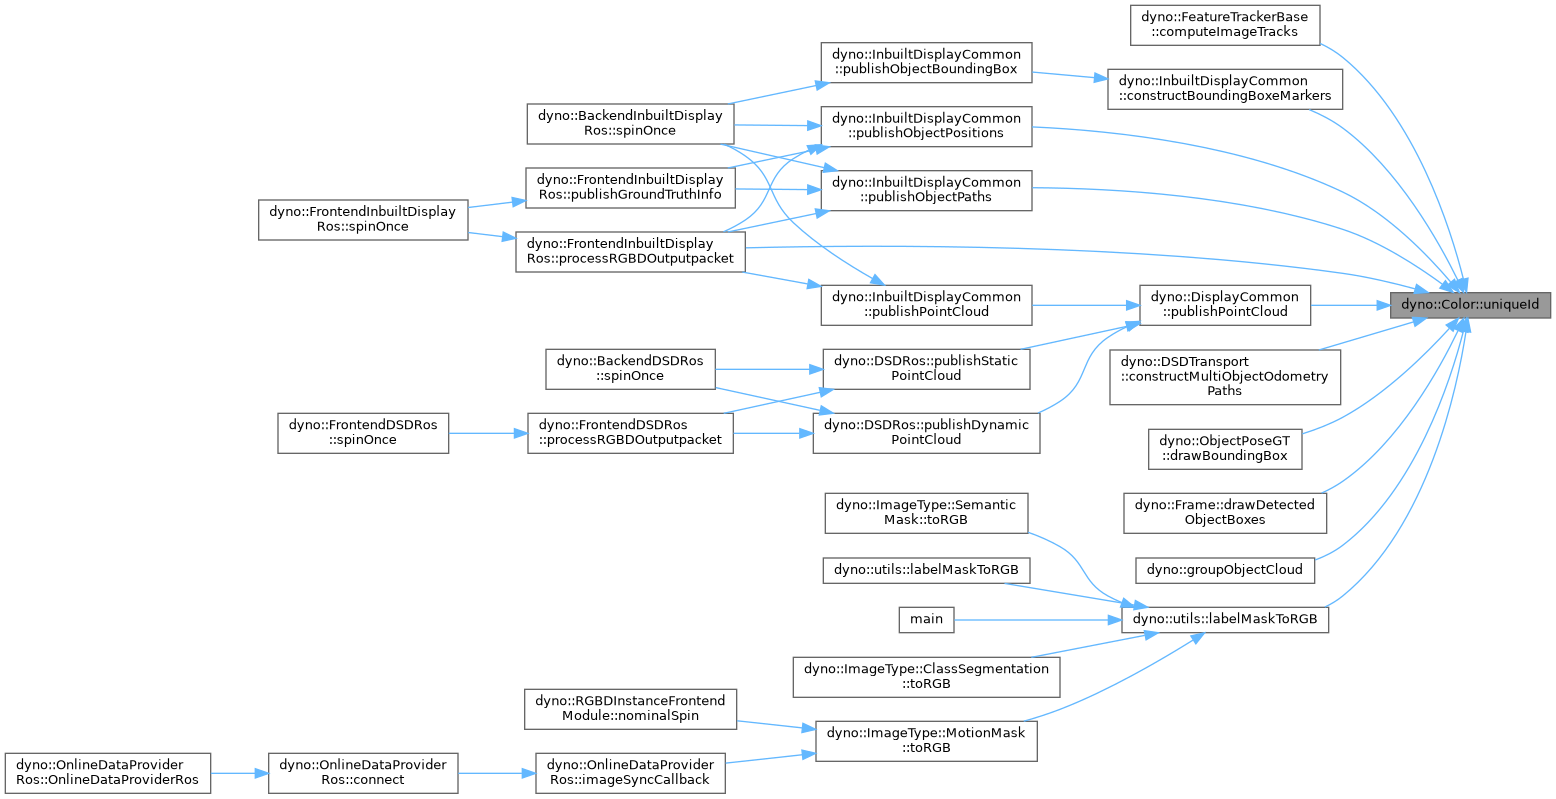 dyno::FeatureTrackerBase
::computeImageTracks
dyno::InbuiltDisplayCommon
::publishObjectBoundingBox
dyno::InbuiltDisplayCommon
::constructBoundingBoxeMarkers
dyno::BackendInbuiltDisplay
Ros::spinOnce
dyno::InbuiltDisplayCommon
::publishObjectPositions
dyno::FrontendInbuiltDisplay
Ros::publishGroundTruthInfo
dyno::InbuiltDisplayCommon
::publishObjectPaths
dyno::FrontendInbuiltDisplay
Ros::spinOnce
dyno::FrontendInbuiltDisplay
Ros::processRGBDOutputpacket
dyno::InbuiltDisplayCommon
::publishPointCloud
dyno::DisplayCommon
::publishPointCloud
dyno::Color::uniqueId
dyno::BackendDSDRos
::spinOnce
dyno::DSDRos::publishStatic
PointCloud
dyno::DSDTransport
::constructMultiObjectOdometry
Paths
dyno::FrontendDSDRos
::spinOnce
dyno::FrontendDSDRos
::processRGBDOutputpacket
dyno::DSDRos::publishDynamic
PointCloud
dyno::ObjectPoseGT
::drawBoundingBox
dyno::ImageType::Semantic
Mask::toRGB
dyno::Frame::drawDetected
ObjectBoxes
dyno::utils::labelMaskToRGB
dyno::groupObjectCloud
main
dyno::utils::labelMaskToRGB
dyno::ImageType::ClassSegmentation
::toRGB
dyno::RGBDInstanceFrontend
Module::nominalSpin
dyno::ImageType::MotionMask
::toRGB
dyno::OnlineDataProvider
Ros::OnlineDataProviderRos
dyno::OnlineDataProvider
Ros::connect
dyno::OnlineDataProvider
Ros::imageSyncCallback